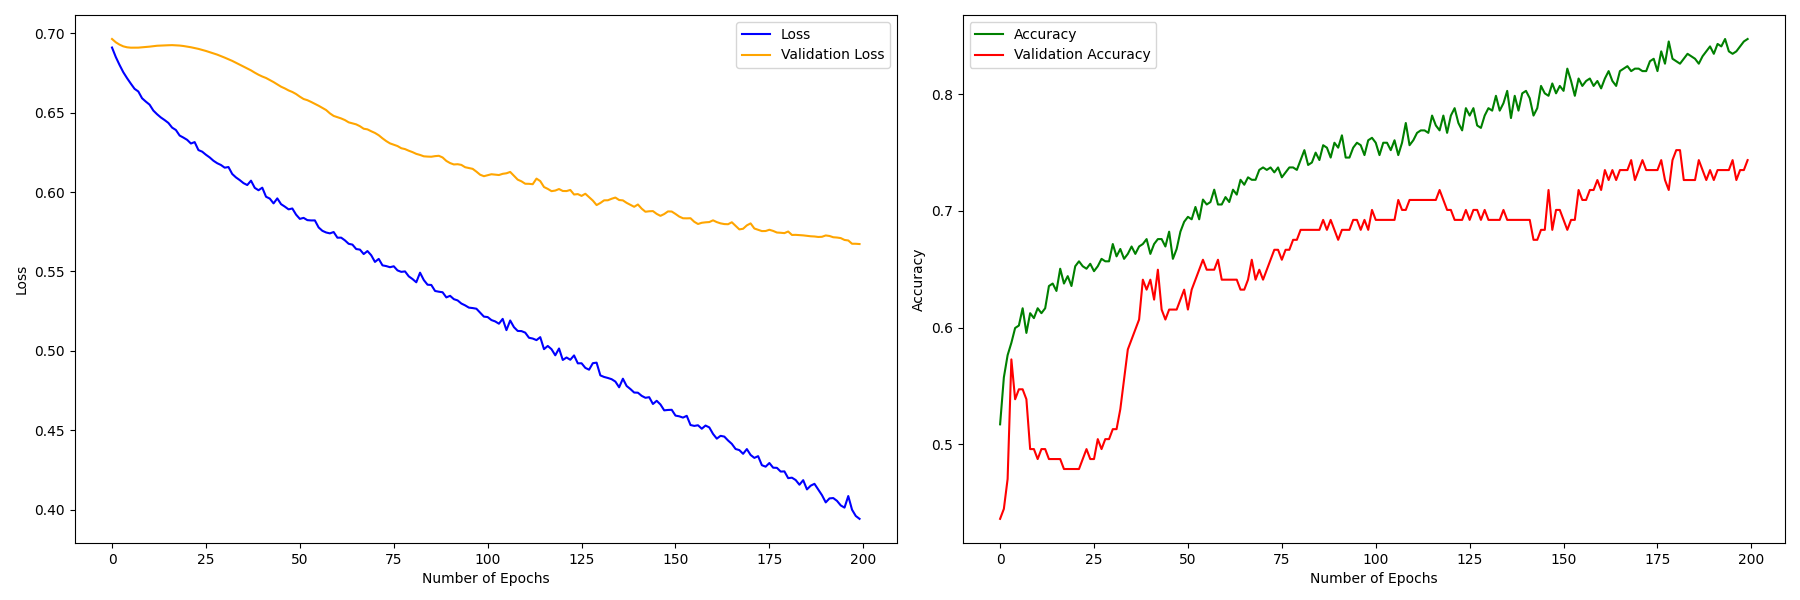 0.70
0.65
0.60
0.55
0.50
0.45
0.40
Loss
0 25 50 75 100 125 150 175 200
Number of Epochs
Loss
Validation Loss
0.8
0.7
0.6
0.5
Accuracy
0 25 50 75 100 125 150 175 200
Number of Epochs
Accuracy
Validation Accuracy